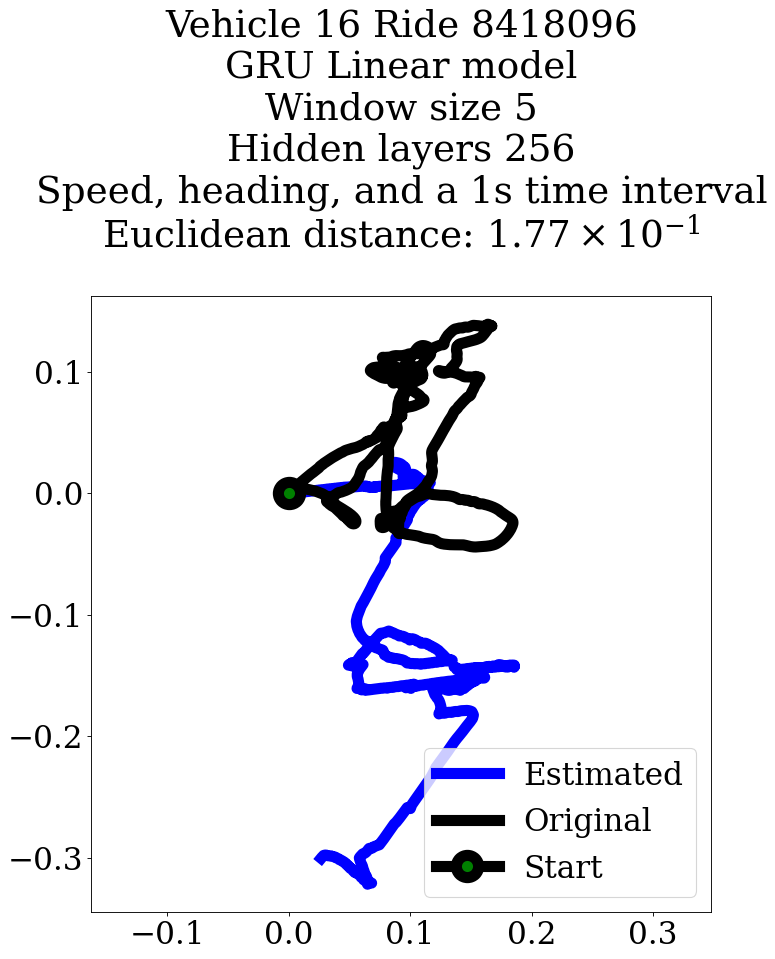 Vehicle 16 Ride 8418096
GRU Linear model
Window size 5
Hidden layers 256
Speed, heading, and a 1s time interval
Euclidean distance: 1.77 × 10⁻¹
0.1
0.0
−0.1
−0.2
−0.3
Estimated
Original
Start
−0.1 0.0 0.1 0.2 0.3